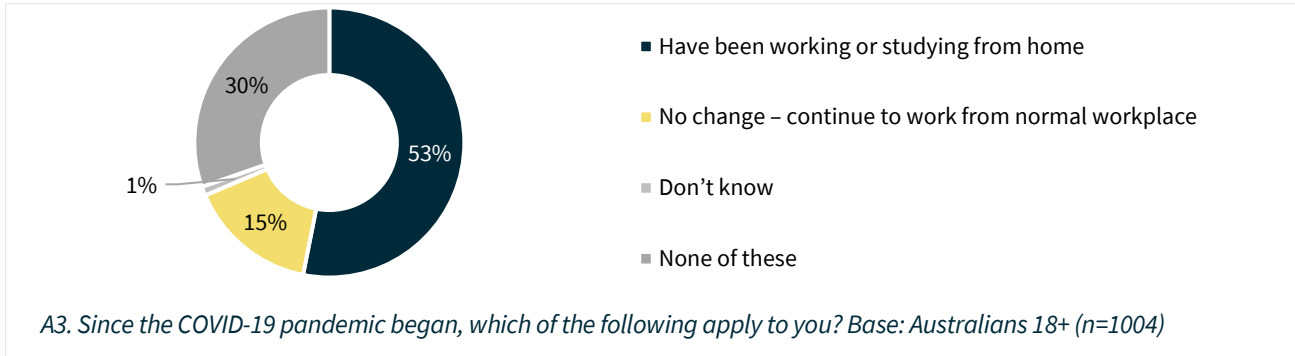 30%
53%
1%
15%
Have been working or studying from home
No change – continue to work from normal workplace
Don’t know
None of these
A3. Since the COVID-19 pandemic began, which of the following apply to you? Base: Australians 18+ (n=1004)